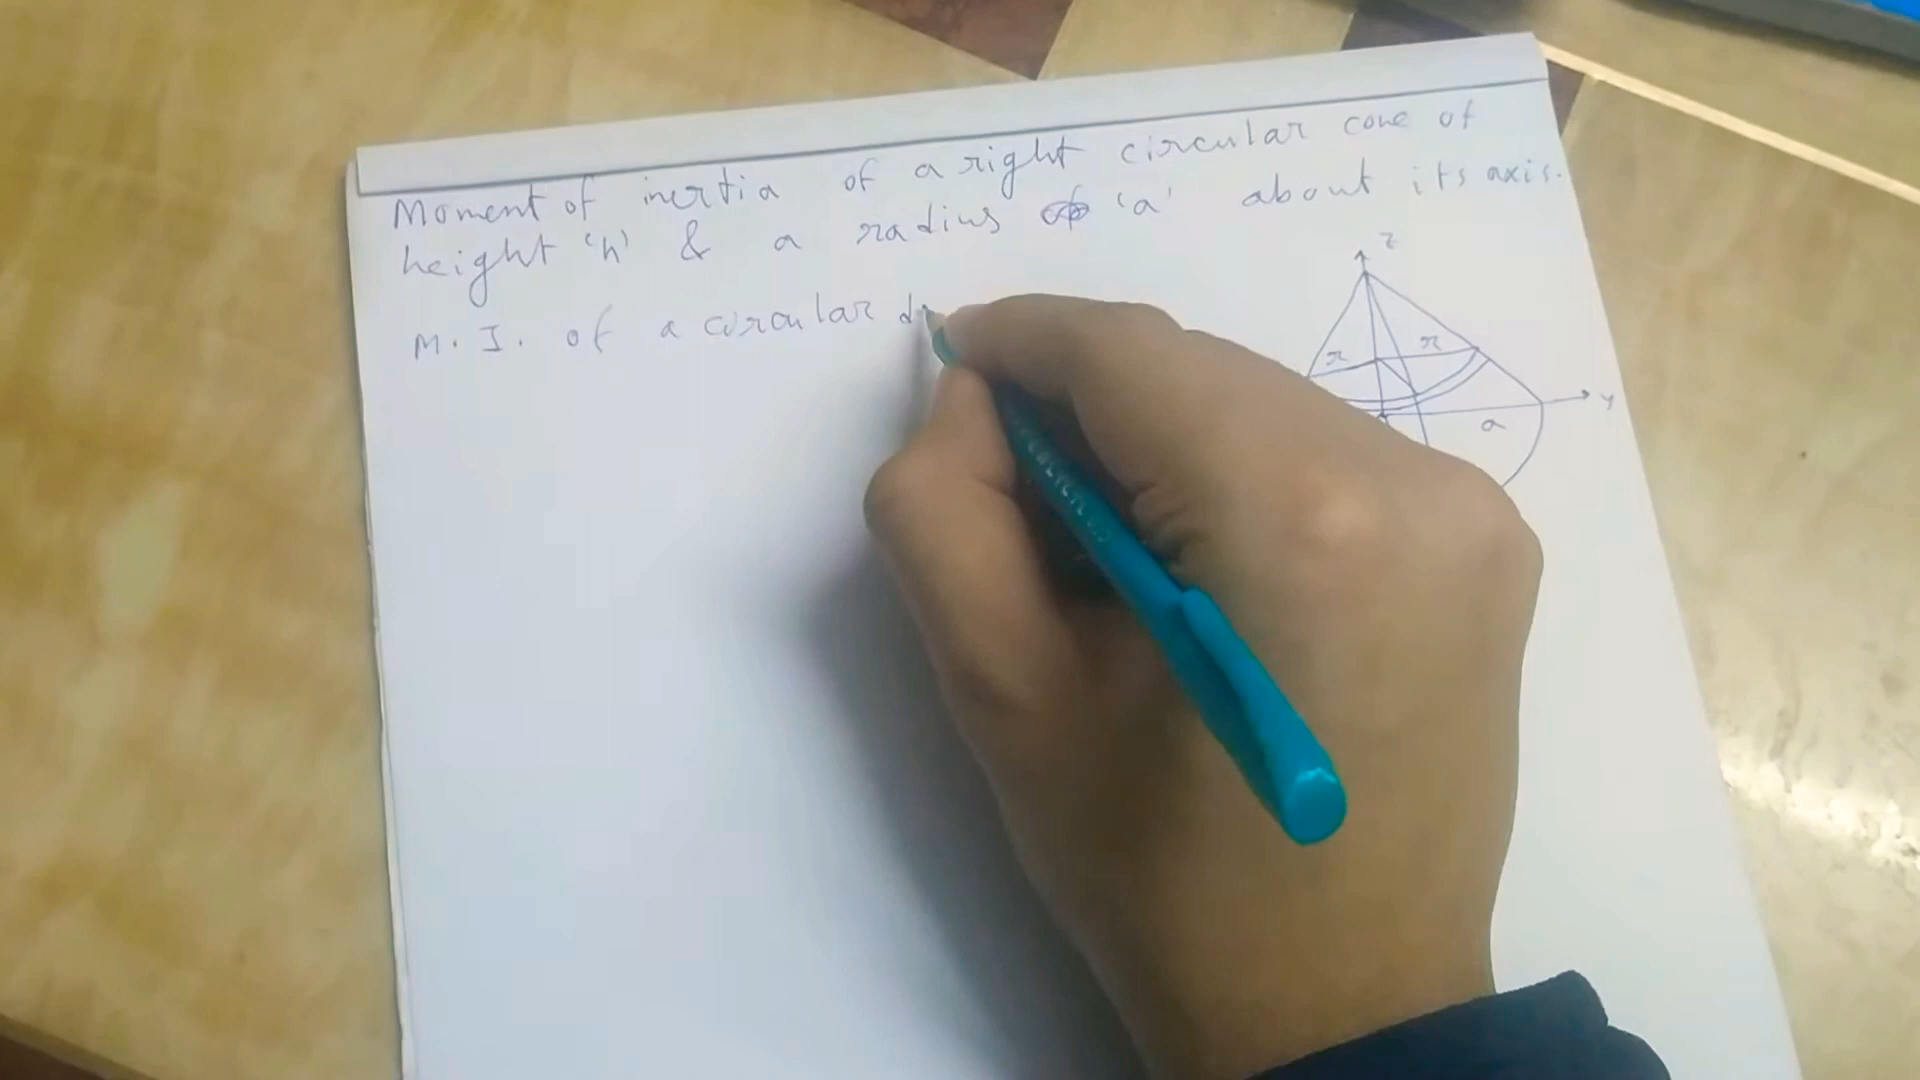 Moment of inertia of a right circular cone of
height 'h' & a radius 'a' about its axis.
M. I. of a circular d
z
r r
y
a